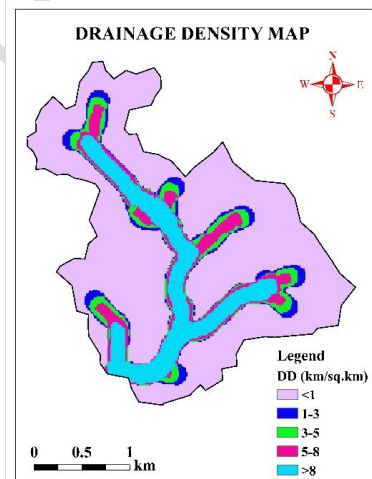 DRAINAGE DENSITY MAP
N
W E
S
Legend
DD (km/sq.km)
<1
1-3
3-5
5-8
>8
0 0.5 1
km